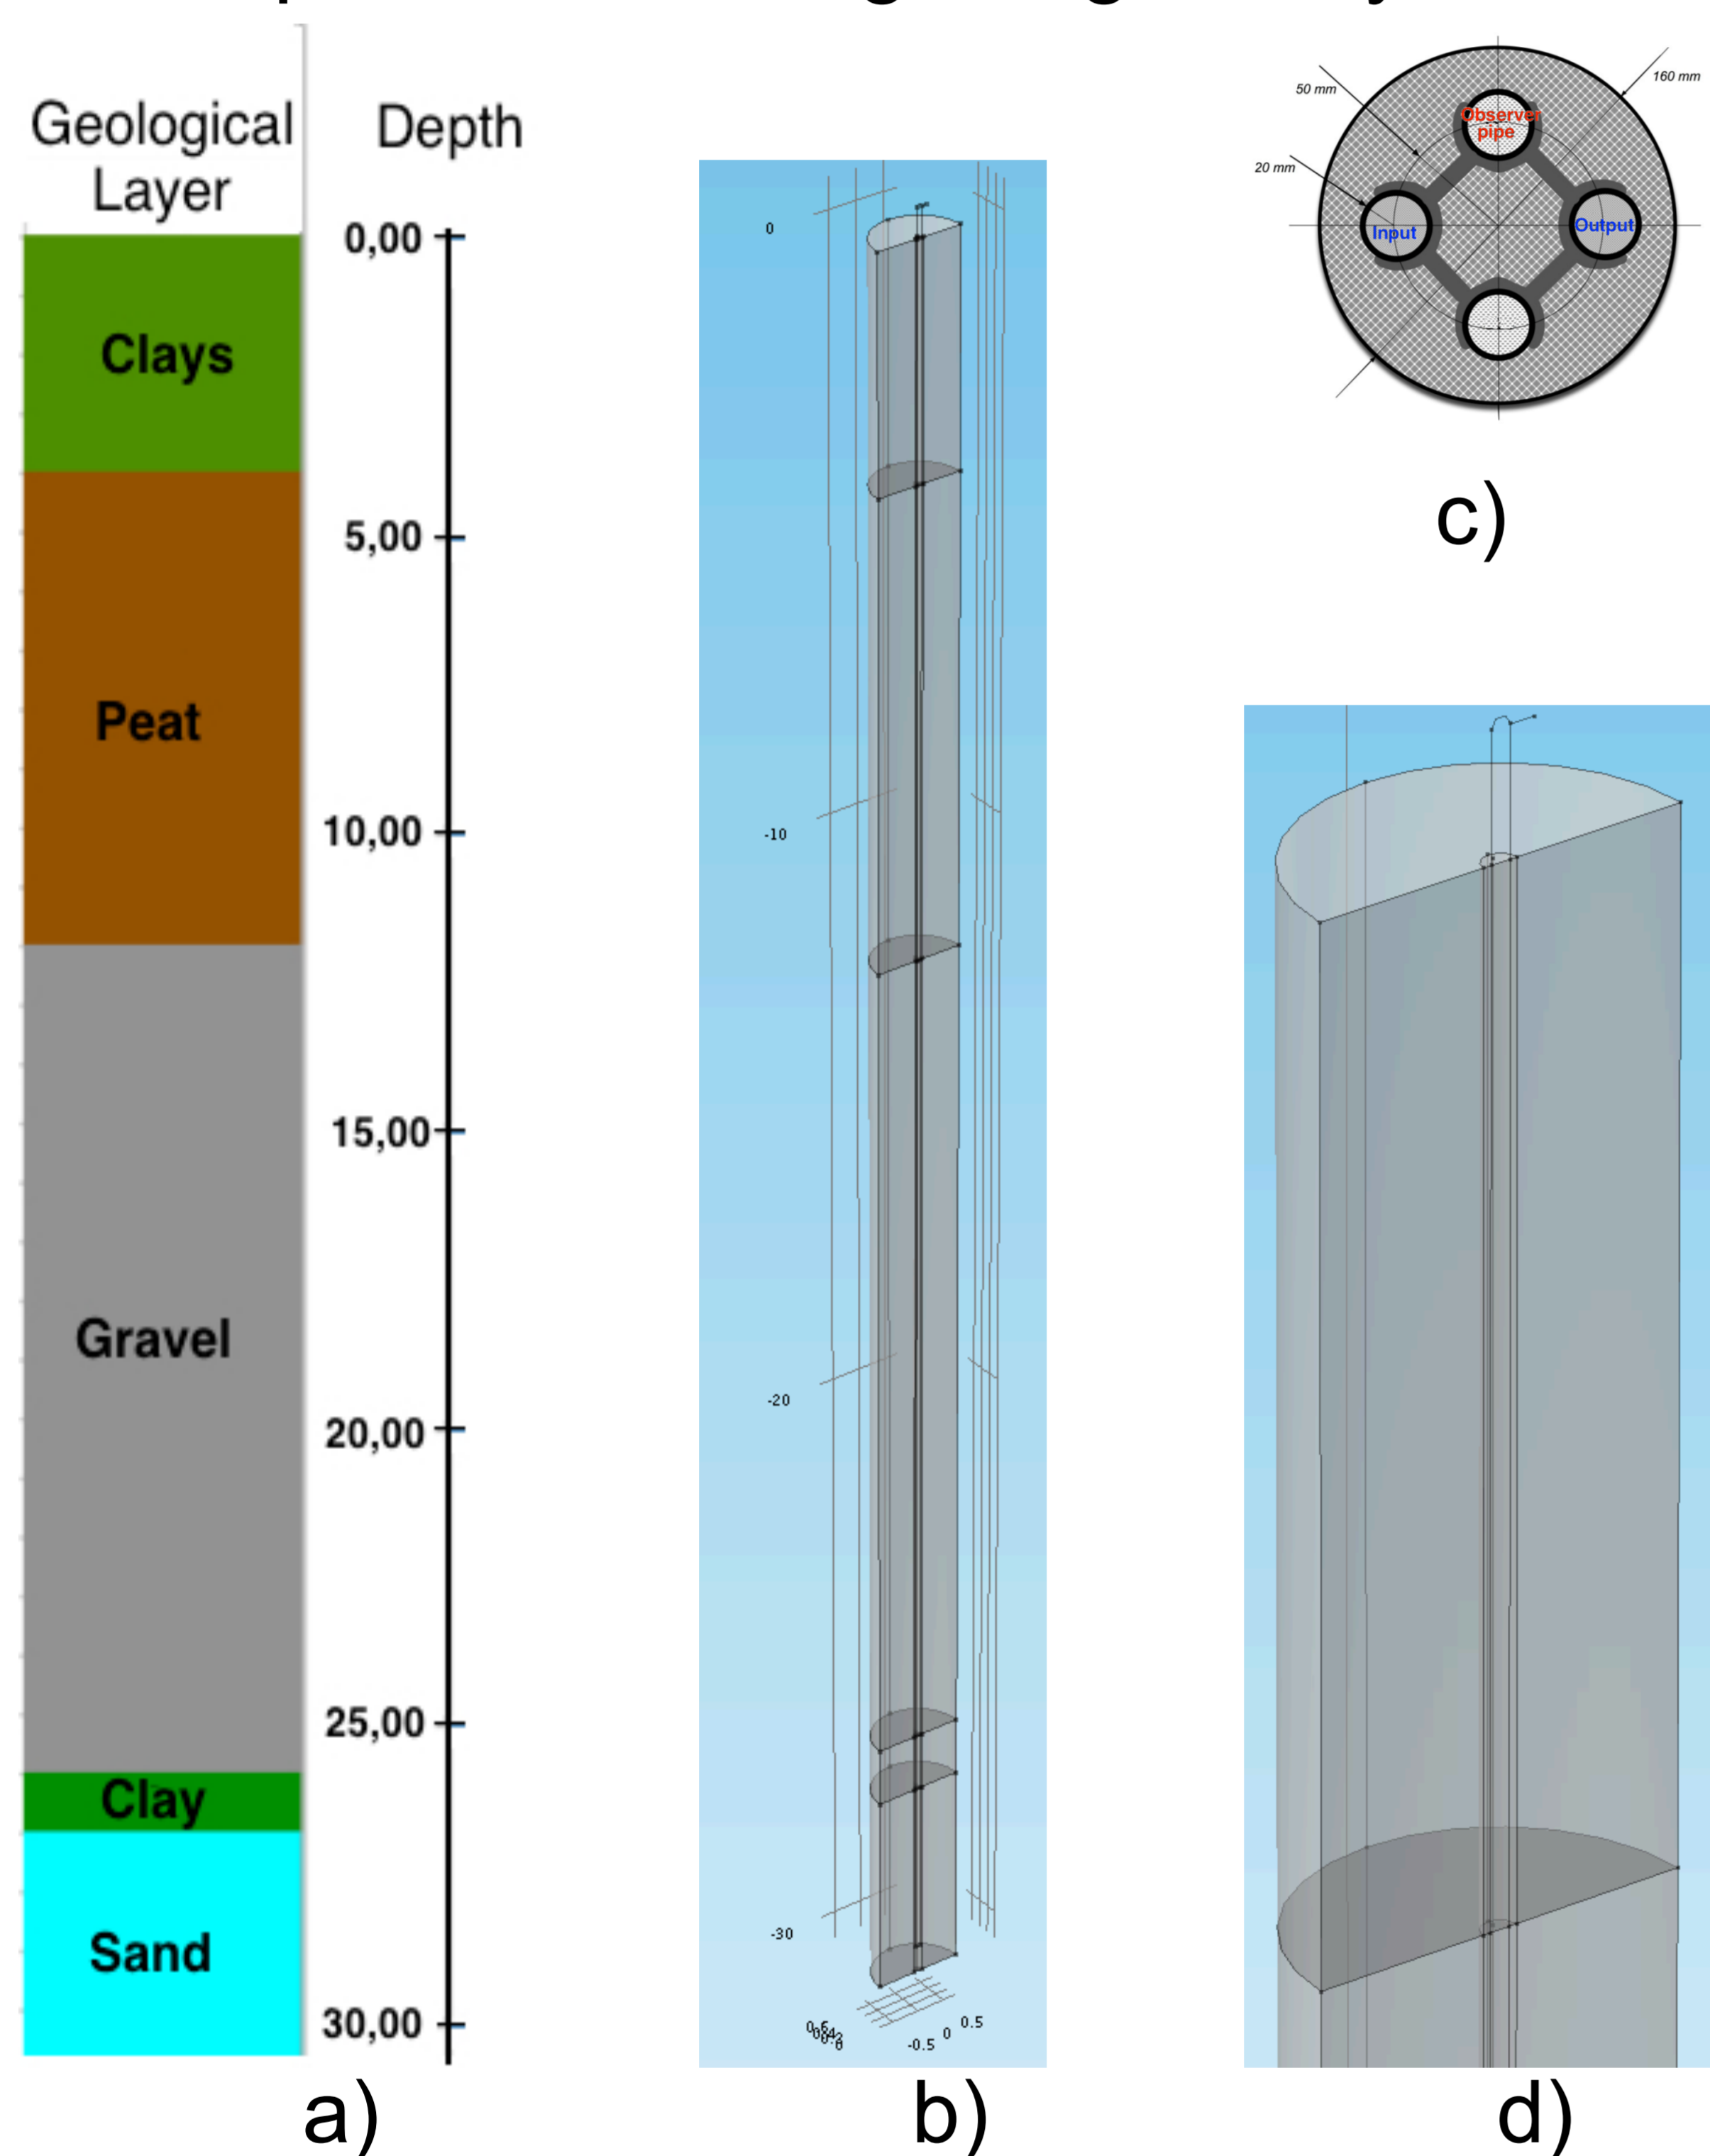 Geological
Layer
Depth
0,00
Clays
5,00
Peat
10,00
15,00
Gravel
20,00
25,00
Clay
Sand
30,00
a)
0
-10
-20
-30
0.5
0
-0.5
0
b)
50 mm
160 mm
20 mm
Observer
pipe
Input
Output
c)
d)